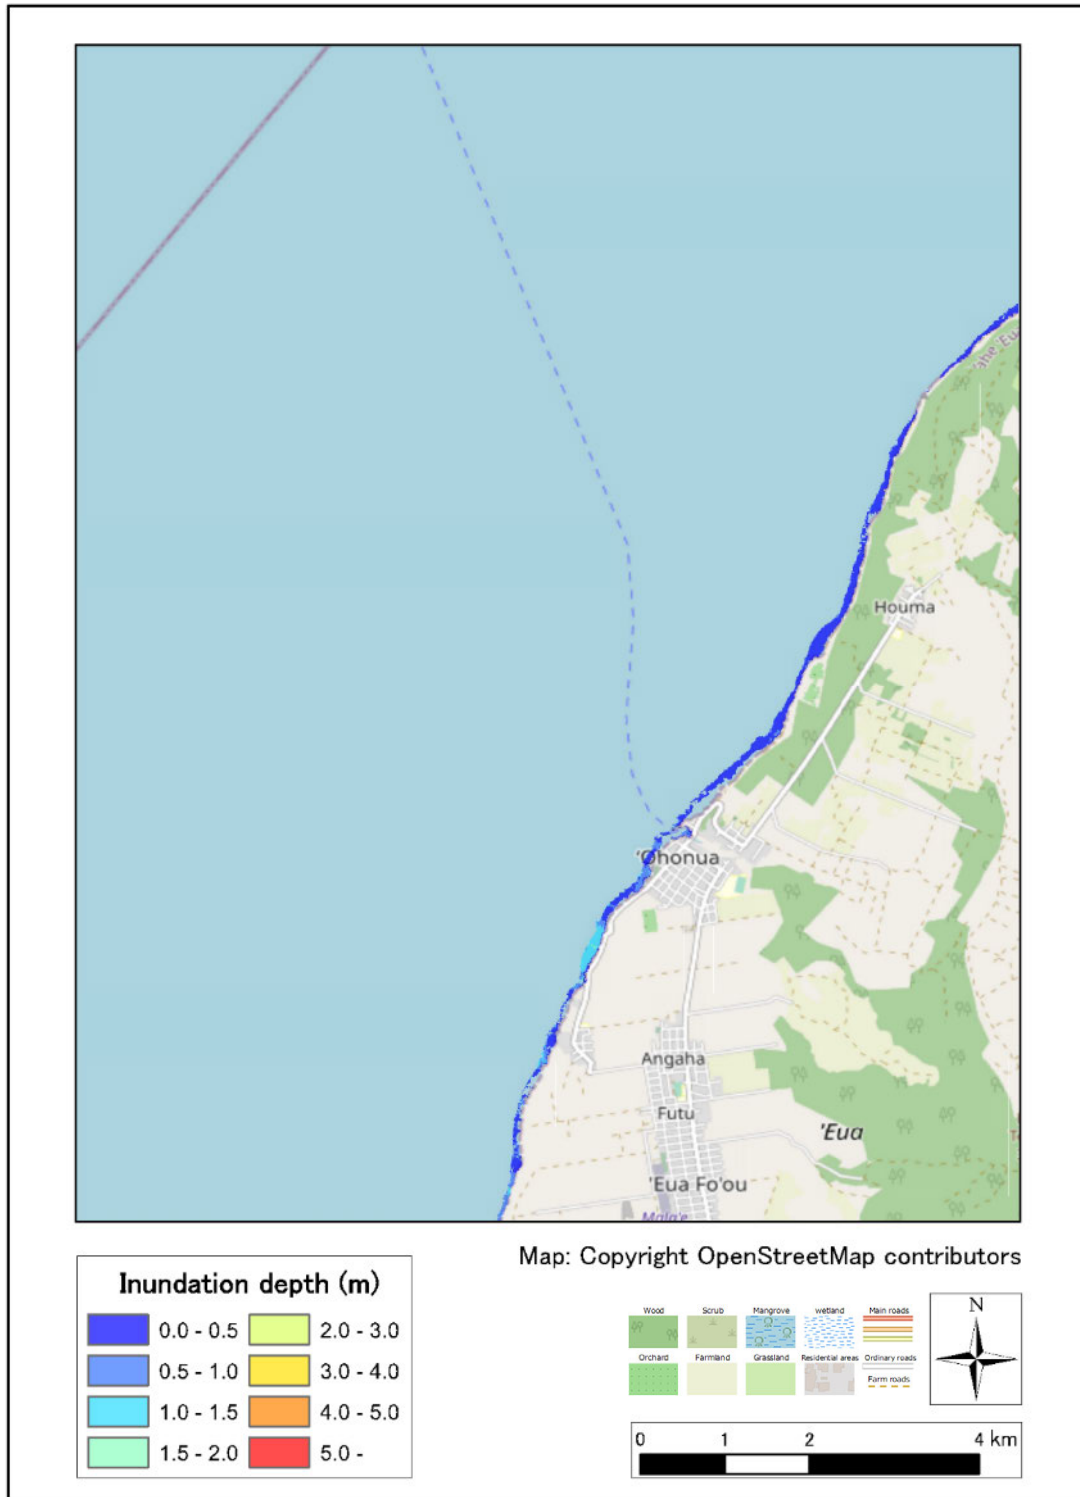 'ane 'Eu
Houma
'Ohonua
Angaha
Futu
'Eua
'Eua Fo'ou
Mala'e
Map: Copyright OpenStreetMap contributors
Inundation depth (m)
0.0 - 0.5
2.0 - 3.0
0.5 - 1.0
3.0 - 4.0
1.0 - 1.5
4.0 - 5.0
1.5 - 2.0
5.0 -
Wood Scrub Mangrove wetland Main roads
Orchard Farmland Grassland Residential areas Ordinary roads
Farm roads
N
0 1 2 4 km